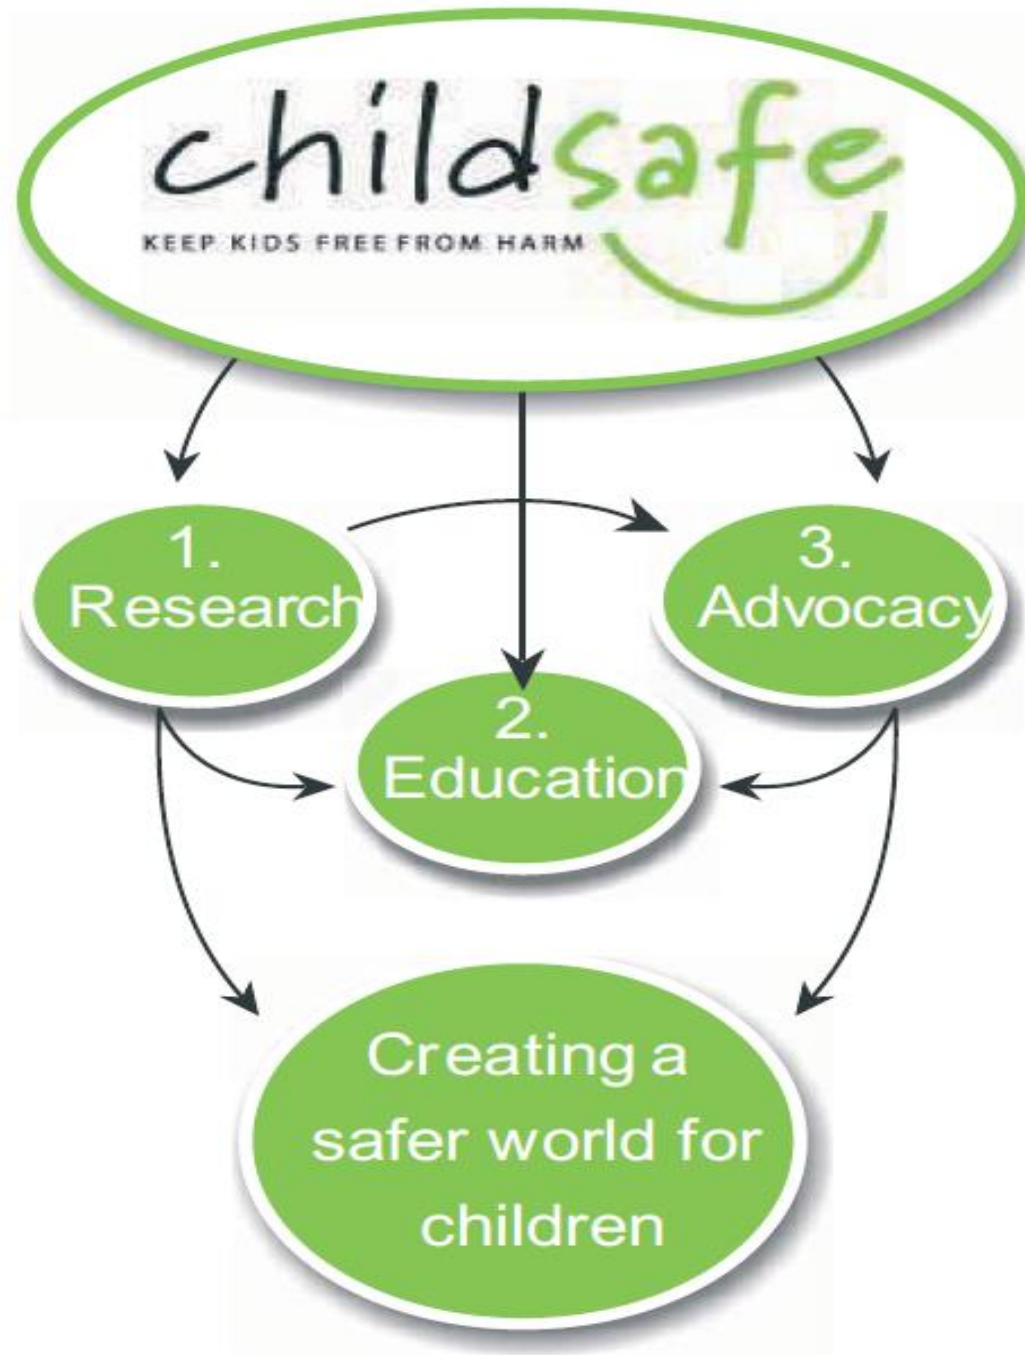 childsafe
KEEP KIDS FREE FROM HARM
1.
Research
3.
Advocacy
2.
Education
Creating a
safer world for
children